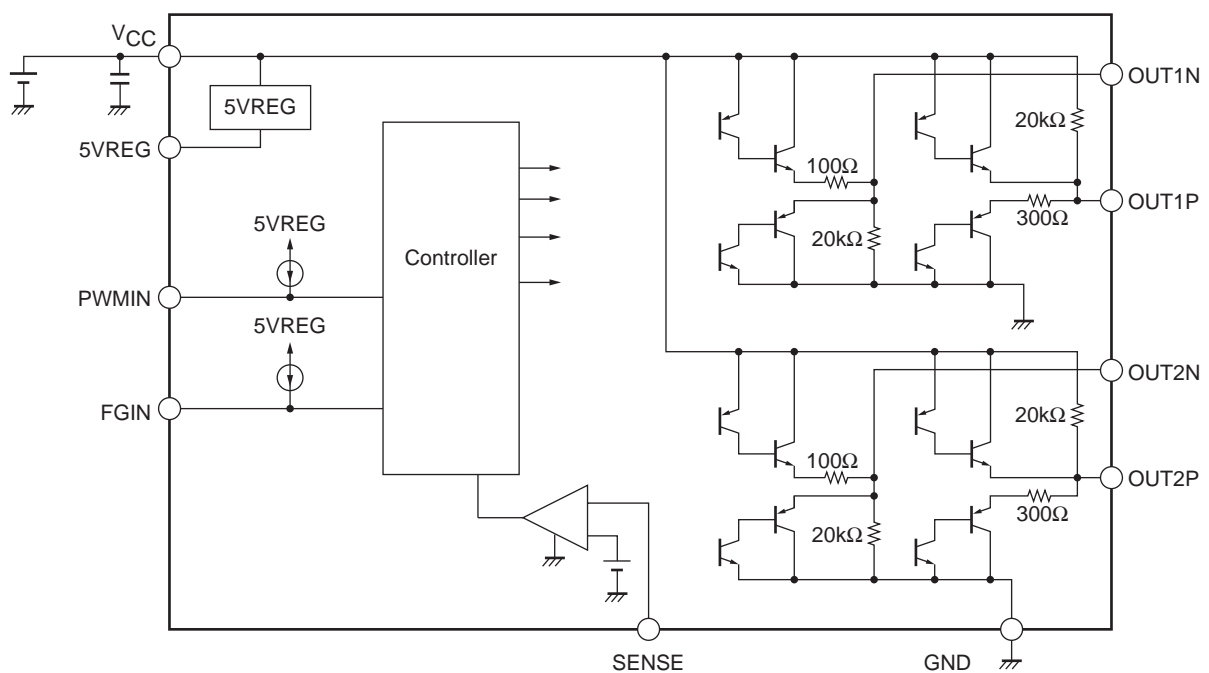 VCC
OUT1N
5VREG
20kΩ
5VREG
100Ω
OUT1P
5VREG
300Ω
20kΩ
Controller
PWMIN
5VREG
OUT2N
FGIN
20kΩ
100Ω
OUT2P
300Ω
20kΩ
SENSE
GND